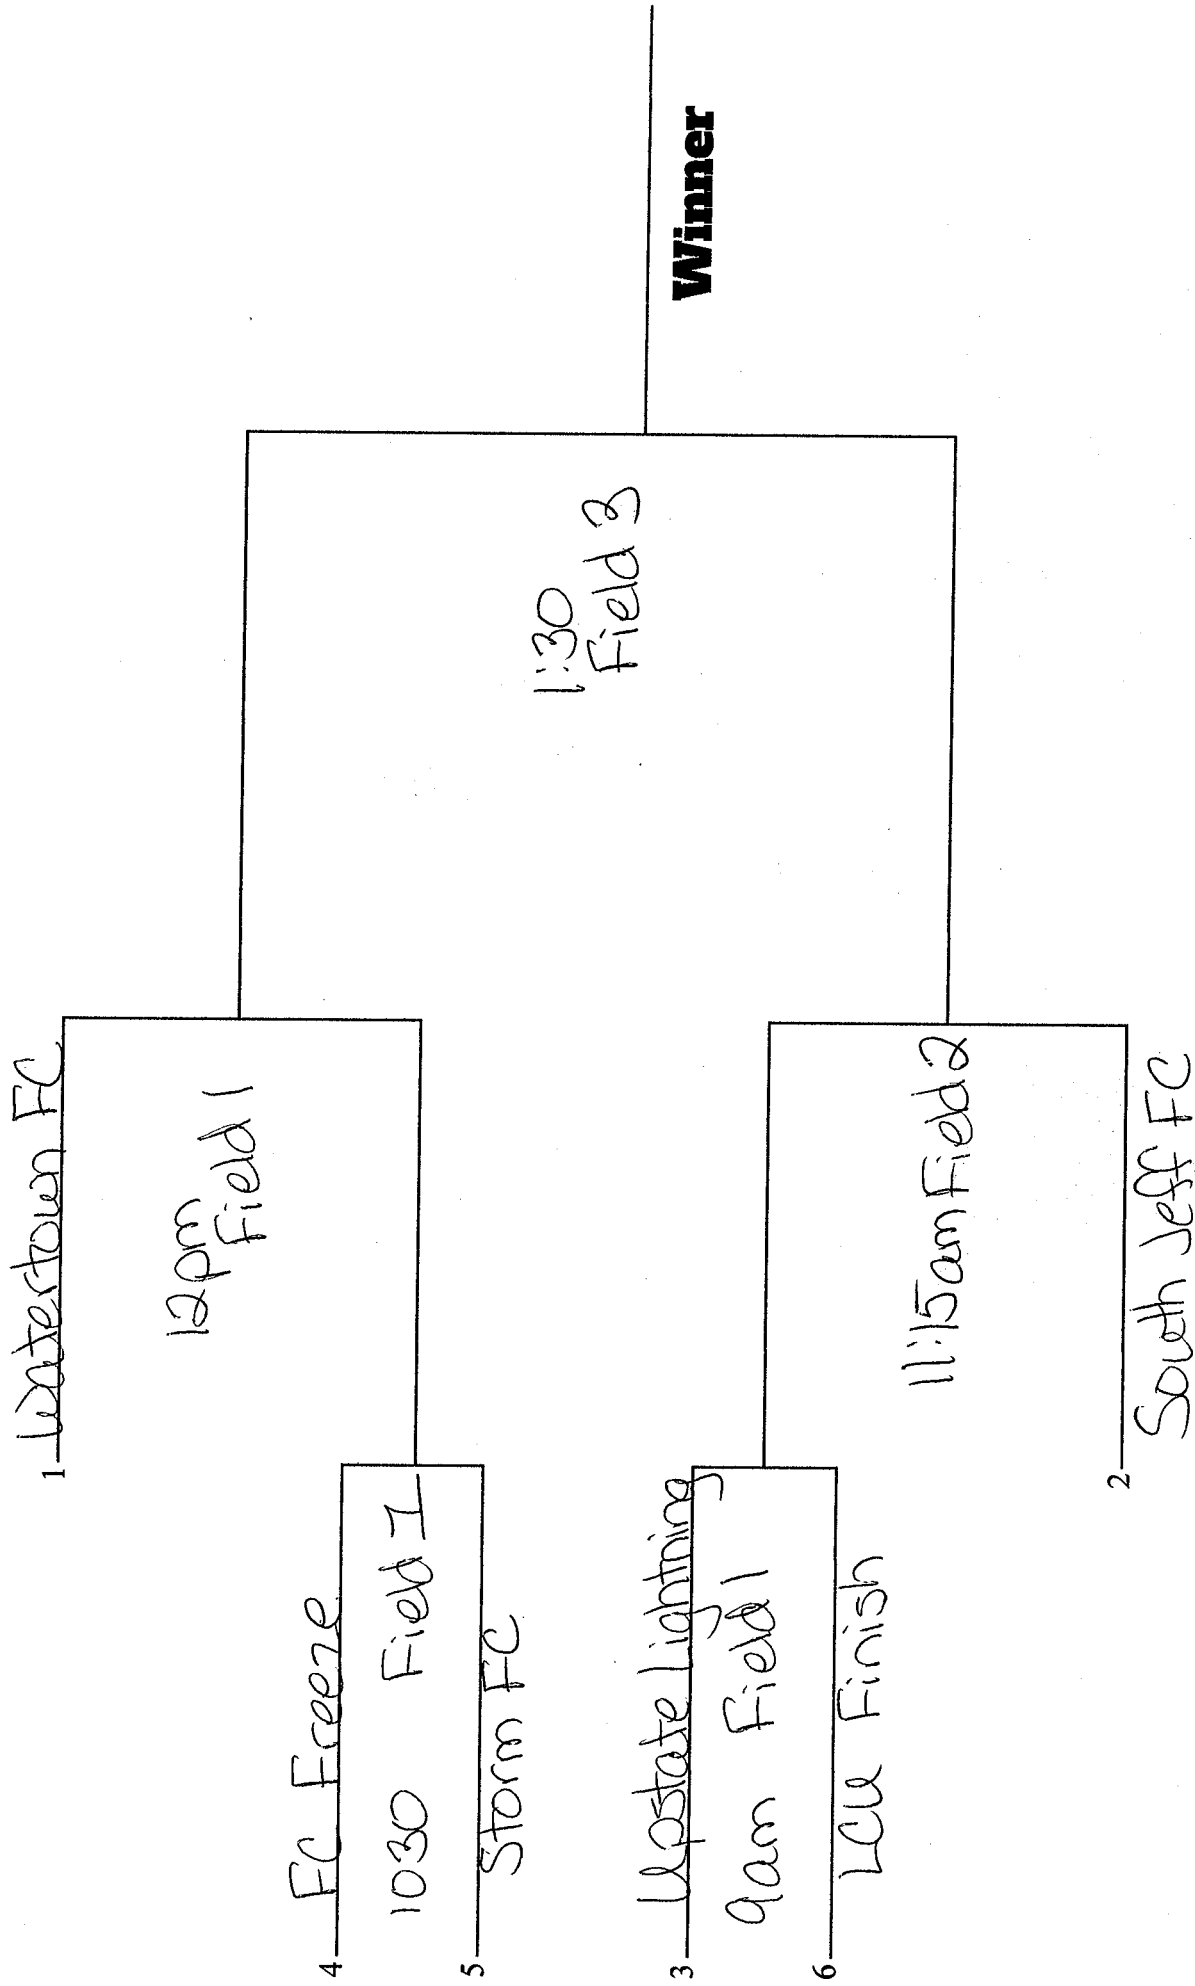 1 Watertown FC
12pm
Field 1
4 FC Freeze
1030 Field 1
5 Storm FC
1:30
Field 3
Winner
3 Upstate Lightning
9am Field 1
6 LCU Finish
11:15am Field 2
2 South Jeff FC